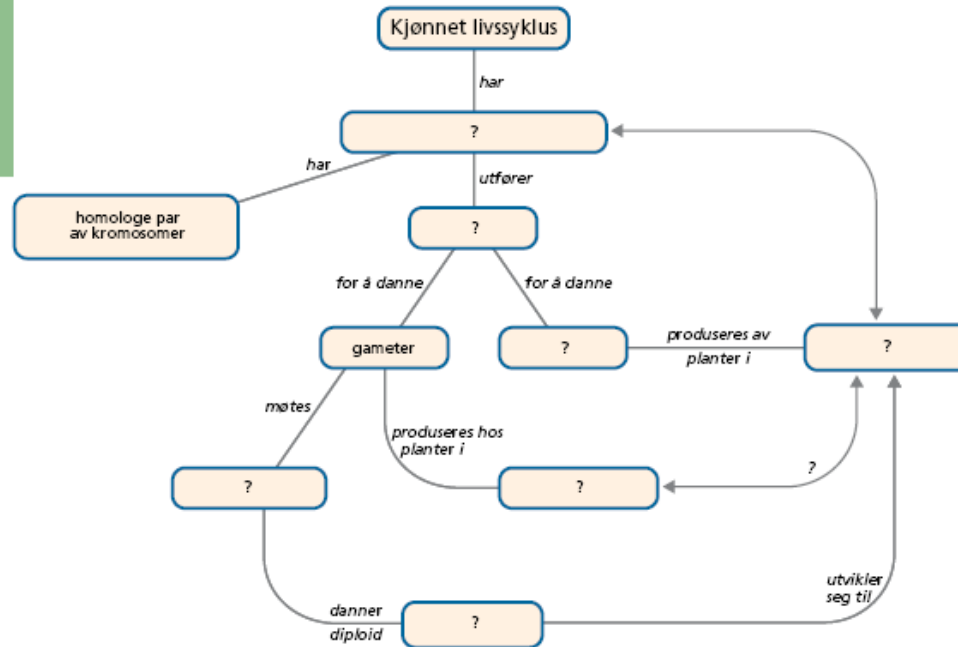 Kjønnet livssyklus
har
?
har
utfører
homologe par
av kromosomer
?
for å danne
for å danne
gameter
?
produseres av
planter i
?
møtes
produseres hos
planter i
?
?
?
utvikler
seg til
danner
diploid
?